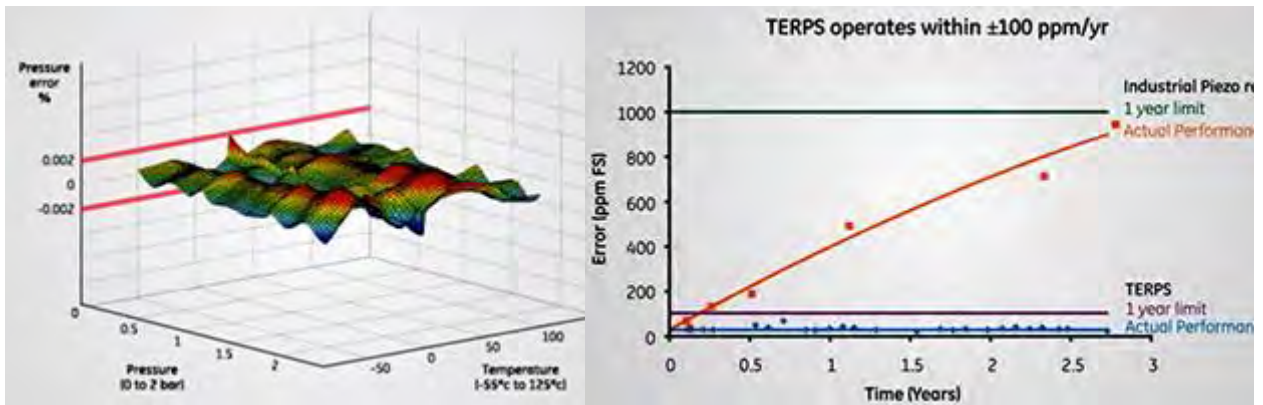 Pressure
error
%
0.002
0
-0.002
0
0.5
1
1.5
2
Pressure
(0 to 2 bar)
-50
0
50
100
Temperature
(-55°c to 125°c)
TERPS operates within ±100 ppm/yr
1200
1000
800
600
400
200
0
Error (ppm FS)
Industrial Piezo re
1 year limit
Actual Performan
TERPS
1 year limit
Actual Performan
0
0.5
1
1.5
2
2.5
3
Time (Years)